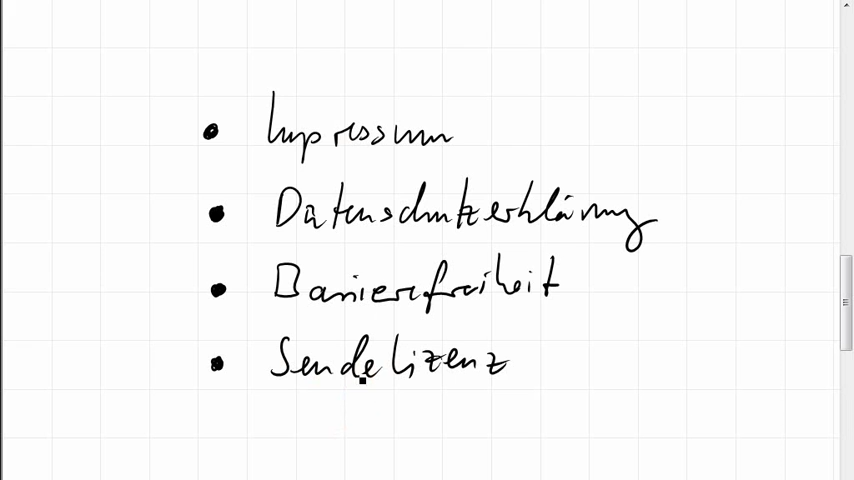 • Impressum
• Datenschutzerklärung
• Barrierefreiheit
• Sendelizenz